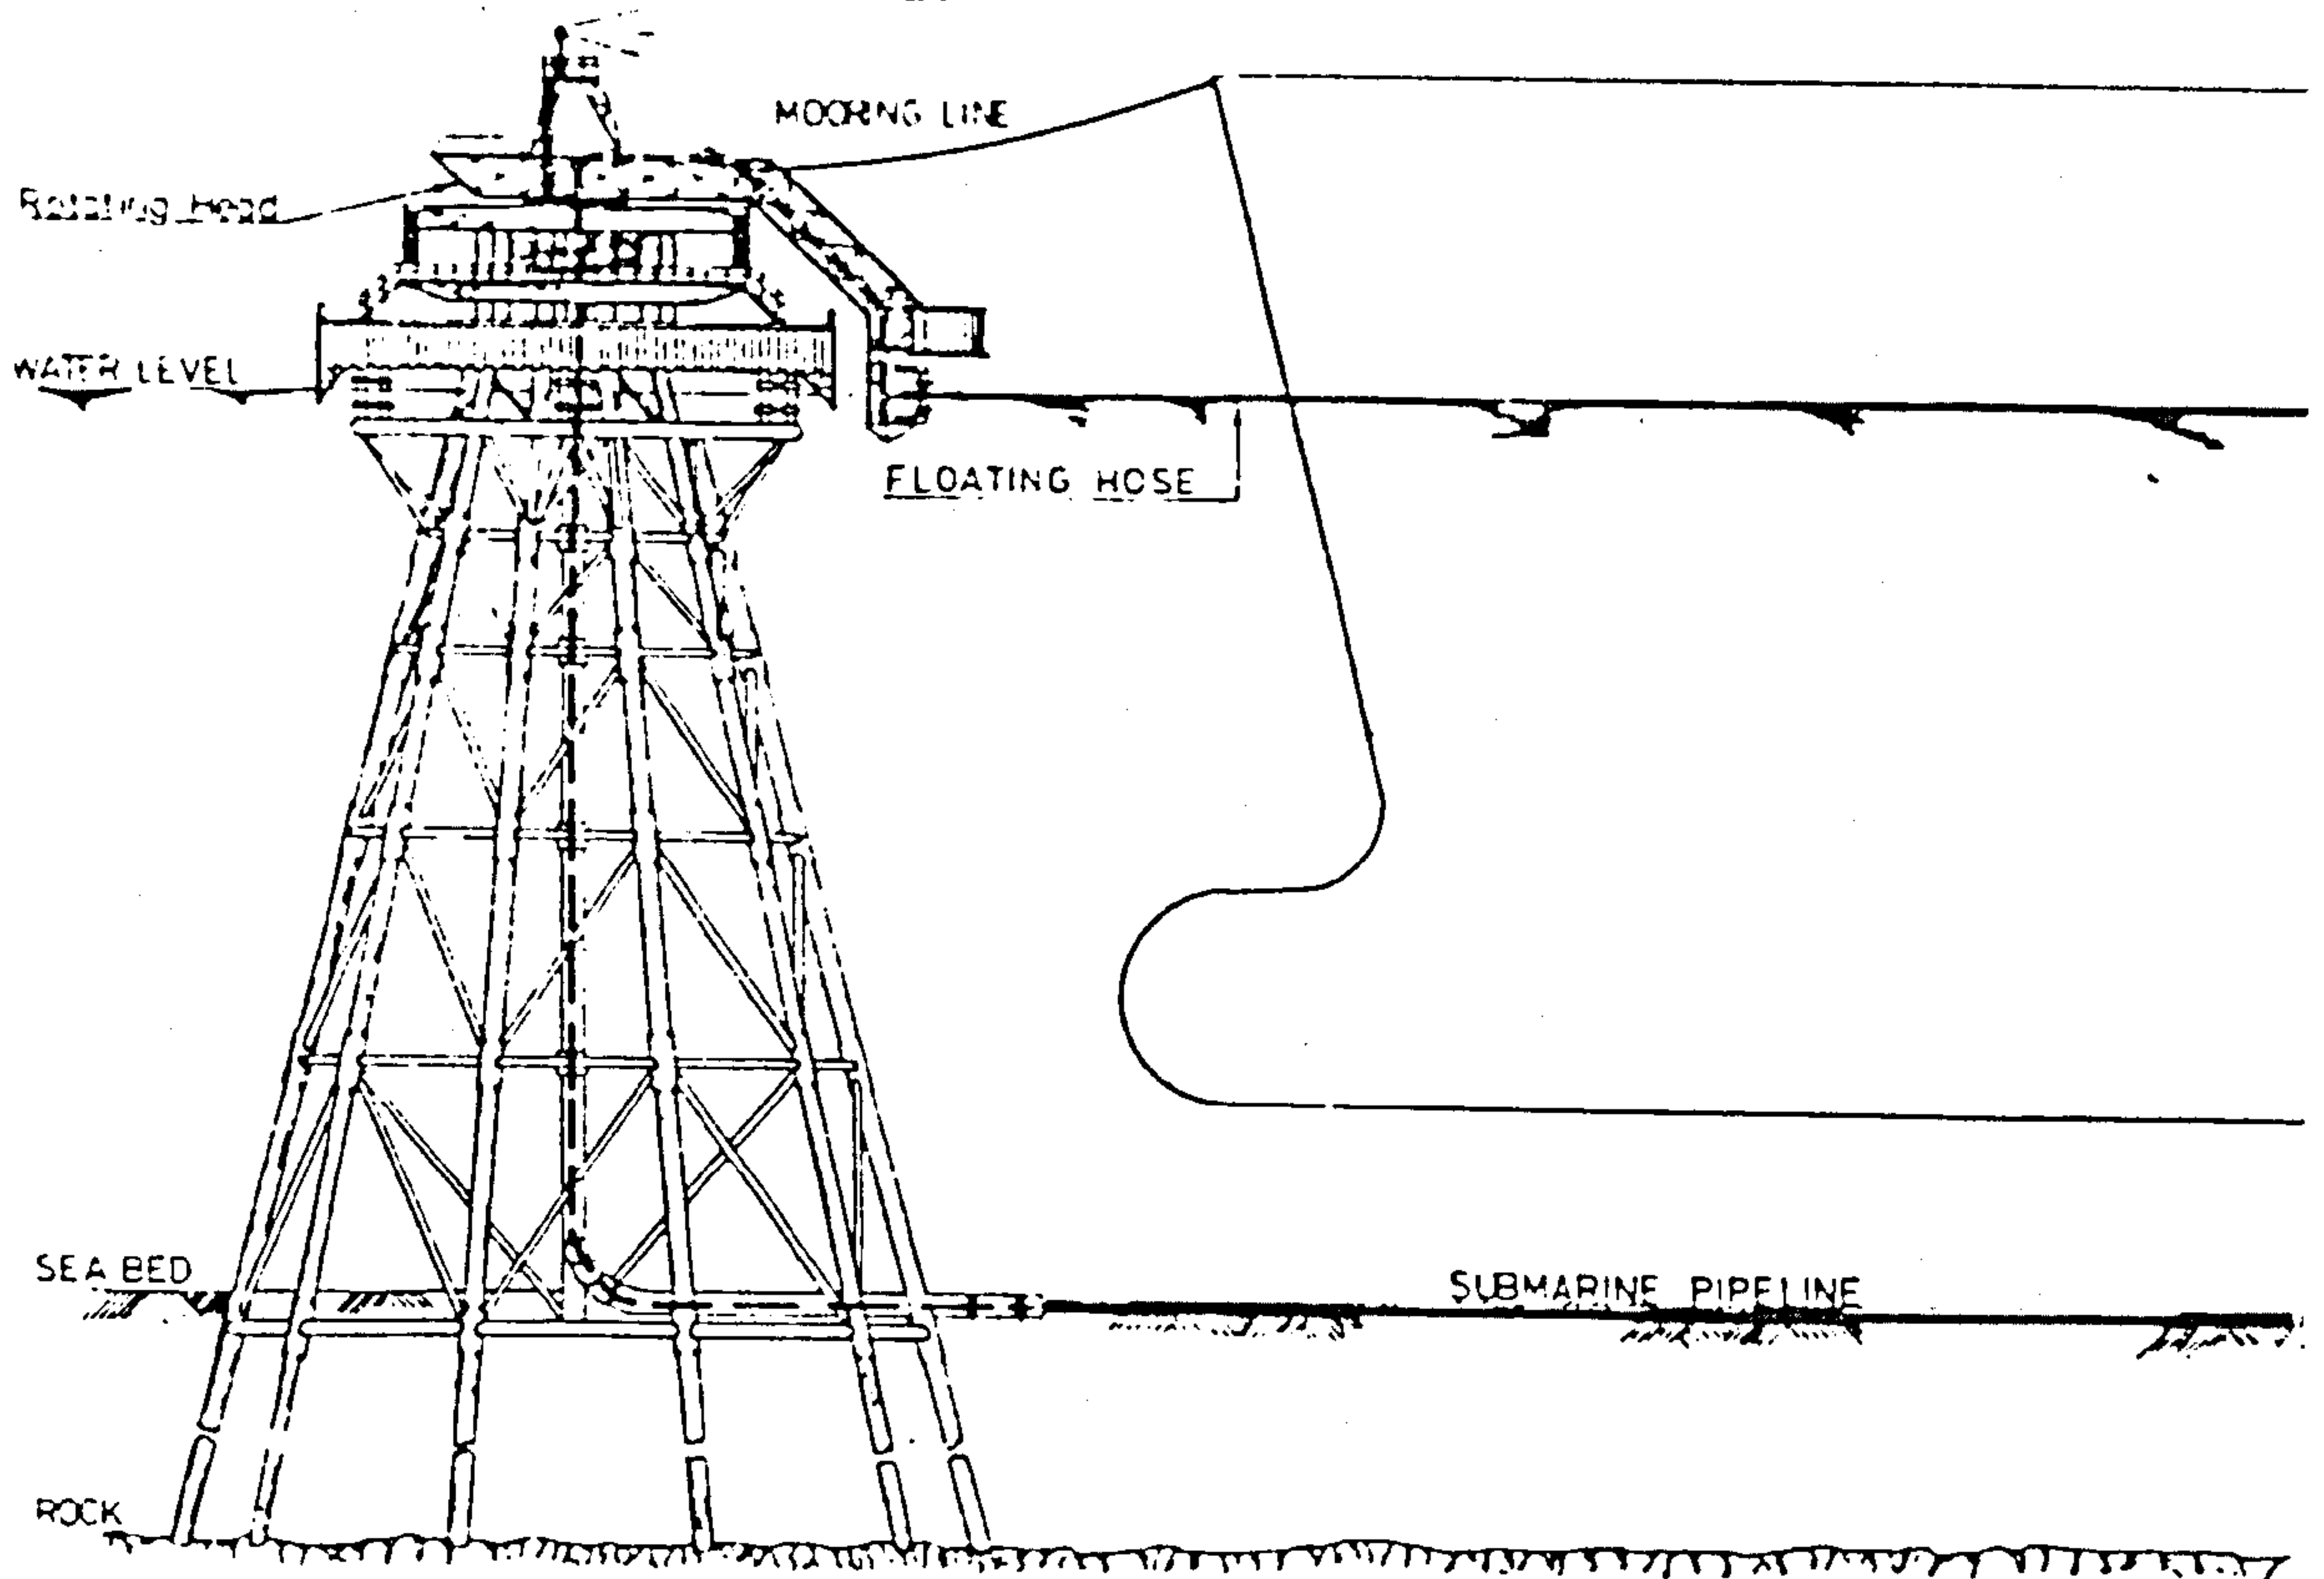 MOORING LINE
Rotating Head
WATER LEVEL
FLOATING HOSE
SEA BED
SUBMARINE PIPELINE
ROCK